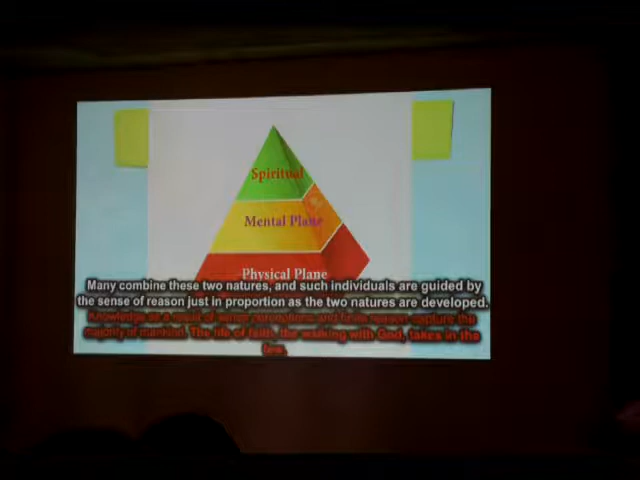 Spiritual
Mental Plane
Physical Plane
Many combine these two natures, and such individuals are guided by
the sense of reason just in proportion as the two natures are developed.
Knowledge as a result of sense perceptions and finite reason capture the
majority of mankind. The life of faith, the walking with God, takes in the
few.